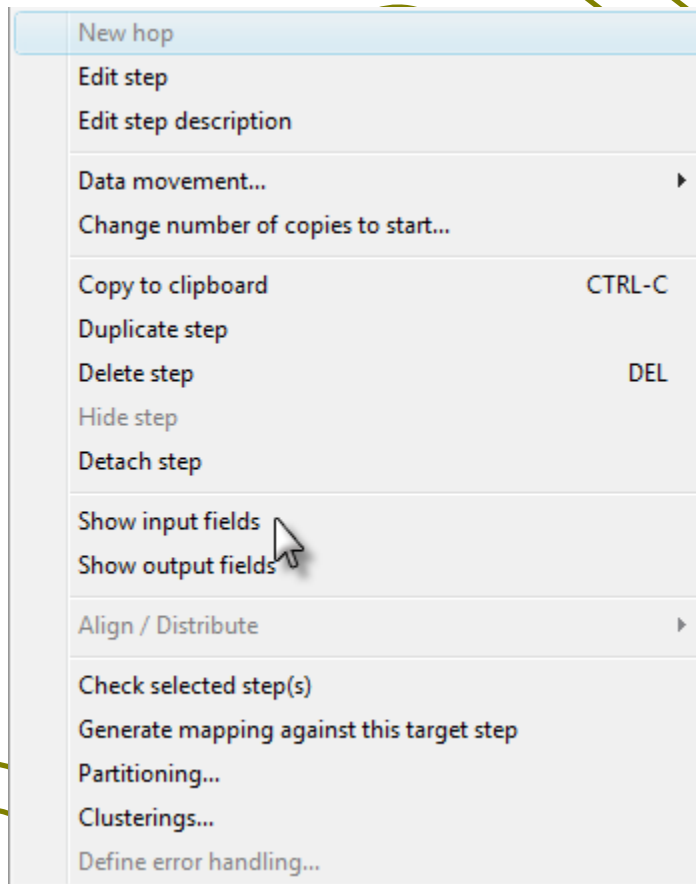 New hop
Edit step
Edit step description
Data movement...
Change number of copies to start...
Copy to clipboard CTRL-C
Duplicate step
Delete step DEL
Hide step
Detach step
Show input fields
Show output fields
Align / Distribute
Check selected step(s)
Generate mapping against this target step
Partitioning...
Clusterings...
Define error handling...